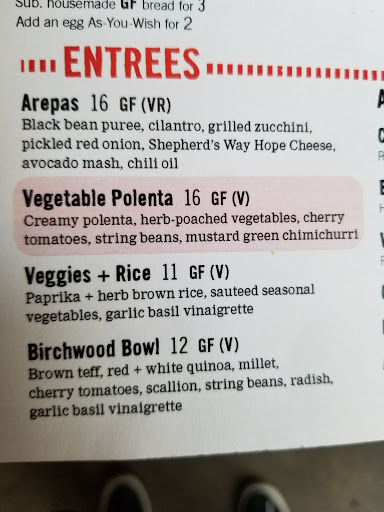 Sub. housemade GF bread for 3
Add an egg As-You-Wish for 2
ENTREES
Arepas 16 GF (VR)
Black bean puree, cilantro, grilled zucchini,
pickled red onion, Shepherd's Way Hope Cheese,
avocado mash, chili oil
Vegetable Polenta 16 GF (V)
Creamy polenta, herb-poached vegetables, cherry
tomatoes, string beans, mustard green chimichurri
Veggies + Rice 11 GF (V)
Paprika + herb brown rice, sauteed seasonal
vegetables, garlic basil vinaigrette
Birchwood Bowl 12 GF (V)
Brown teff, red + white quinoa, millet,
cherry tomatoes, scallion, string beans, radish,
garlic basil vinaigrette